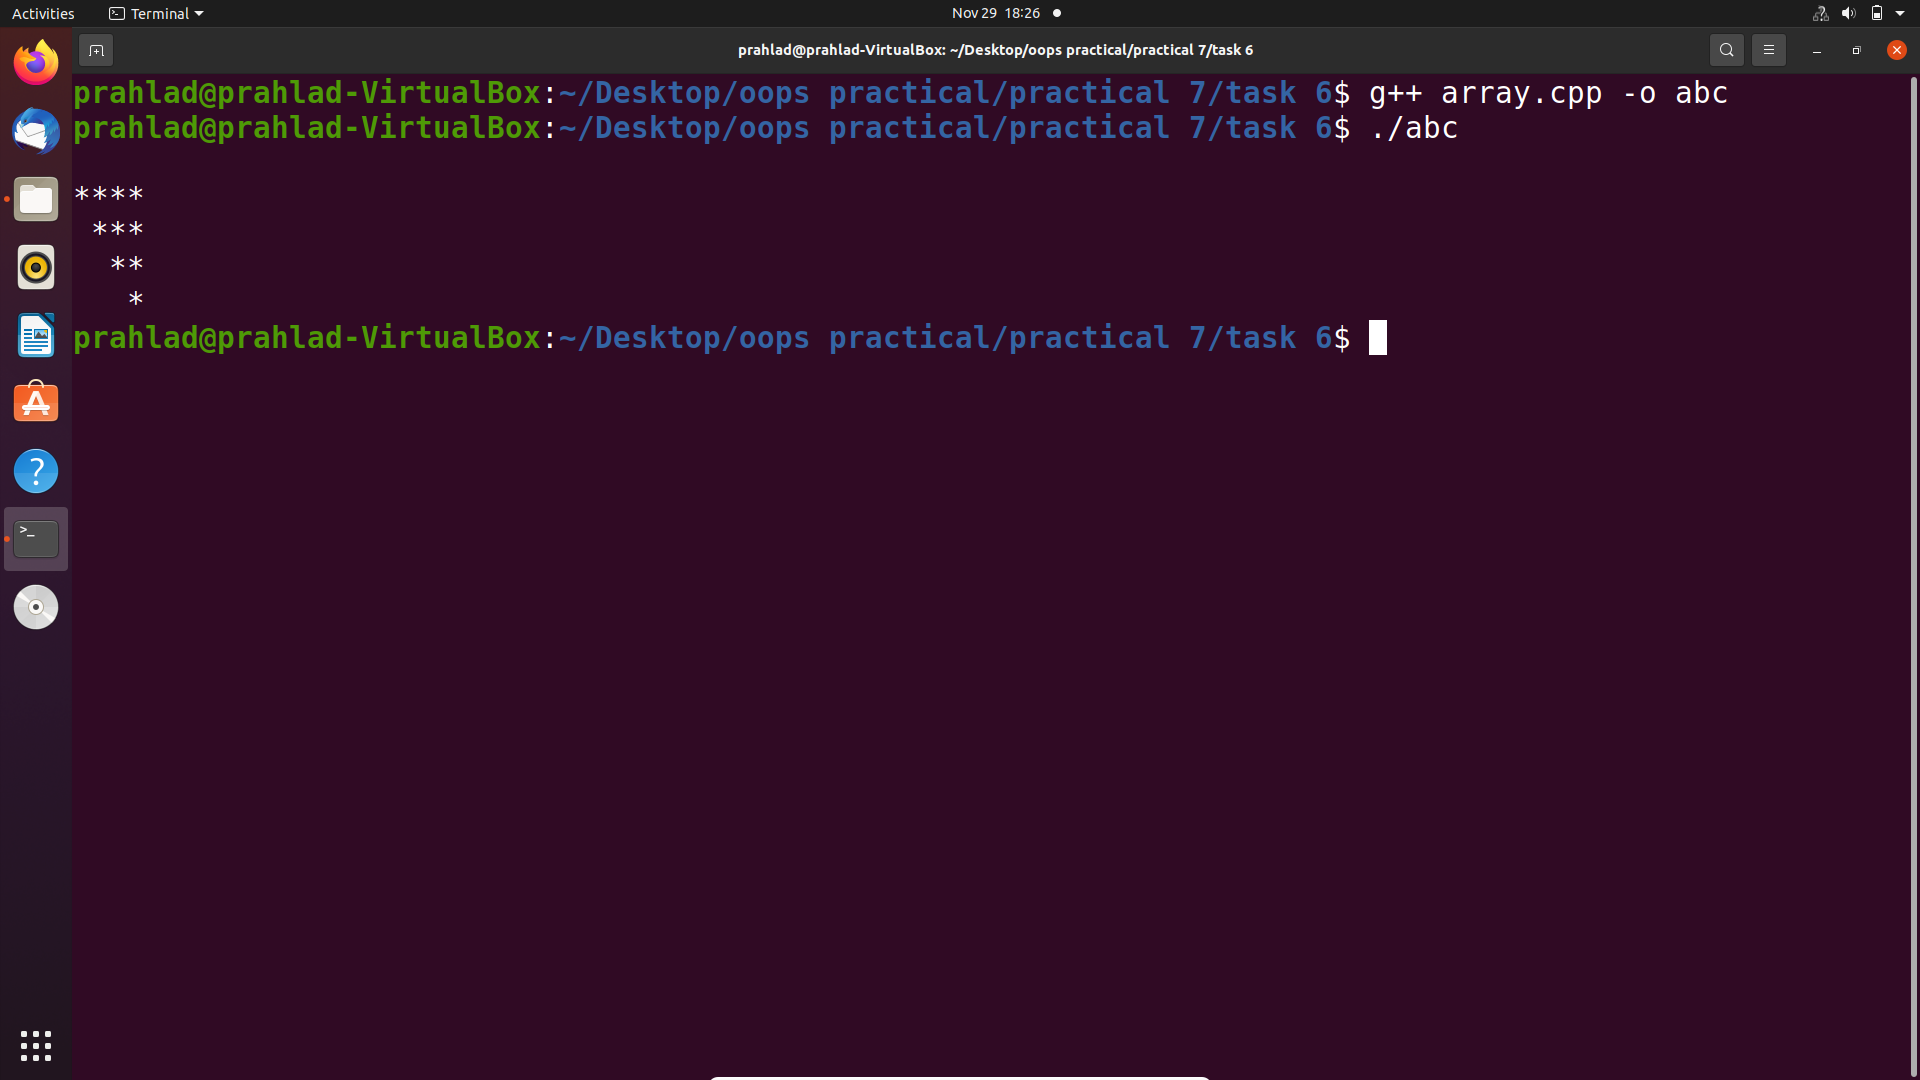 Activities Terminal Nov 29 18:26
prahlad@prahlad-VirtualBox: ~/Desktop/oops practical/practical 7/task 6
prahlad@prahlad-VirtualBox:~/Desktop/oops practical/practical 7/task 6$ g++ array.cpp -o abc
prahlad@prahlad-VirtualBox:~/Desktop/oops practical/practical 7/task 6$ ./abc

****
 ***
  **
   *
prahlad@prahlad-VirtualBox:~/Desktop/oops practical/practical 7/task 6$